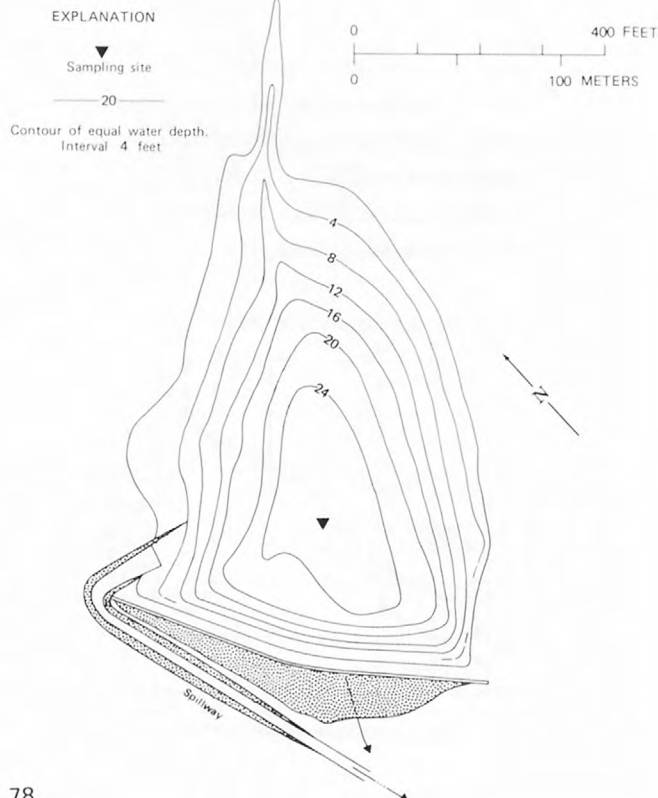 EXPLANATION
Sampling site
20
Contour of equal water depth.
Interval 4 feet
0 400 FEET
0 100 METERS
4
8
12
16
20
24
N
Spillway
78